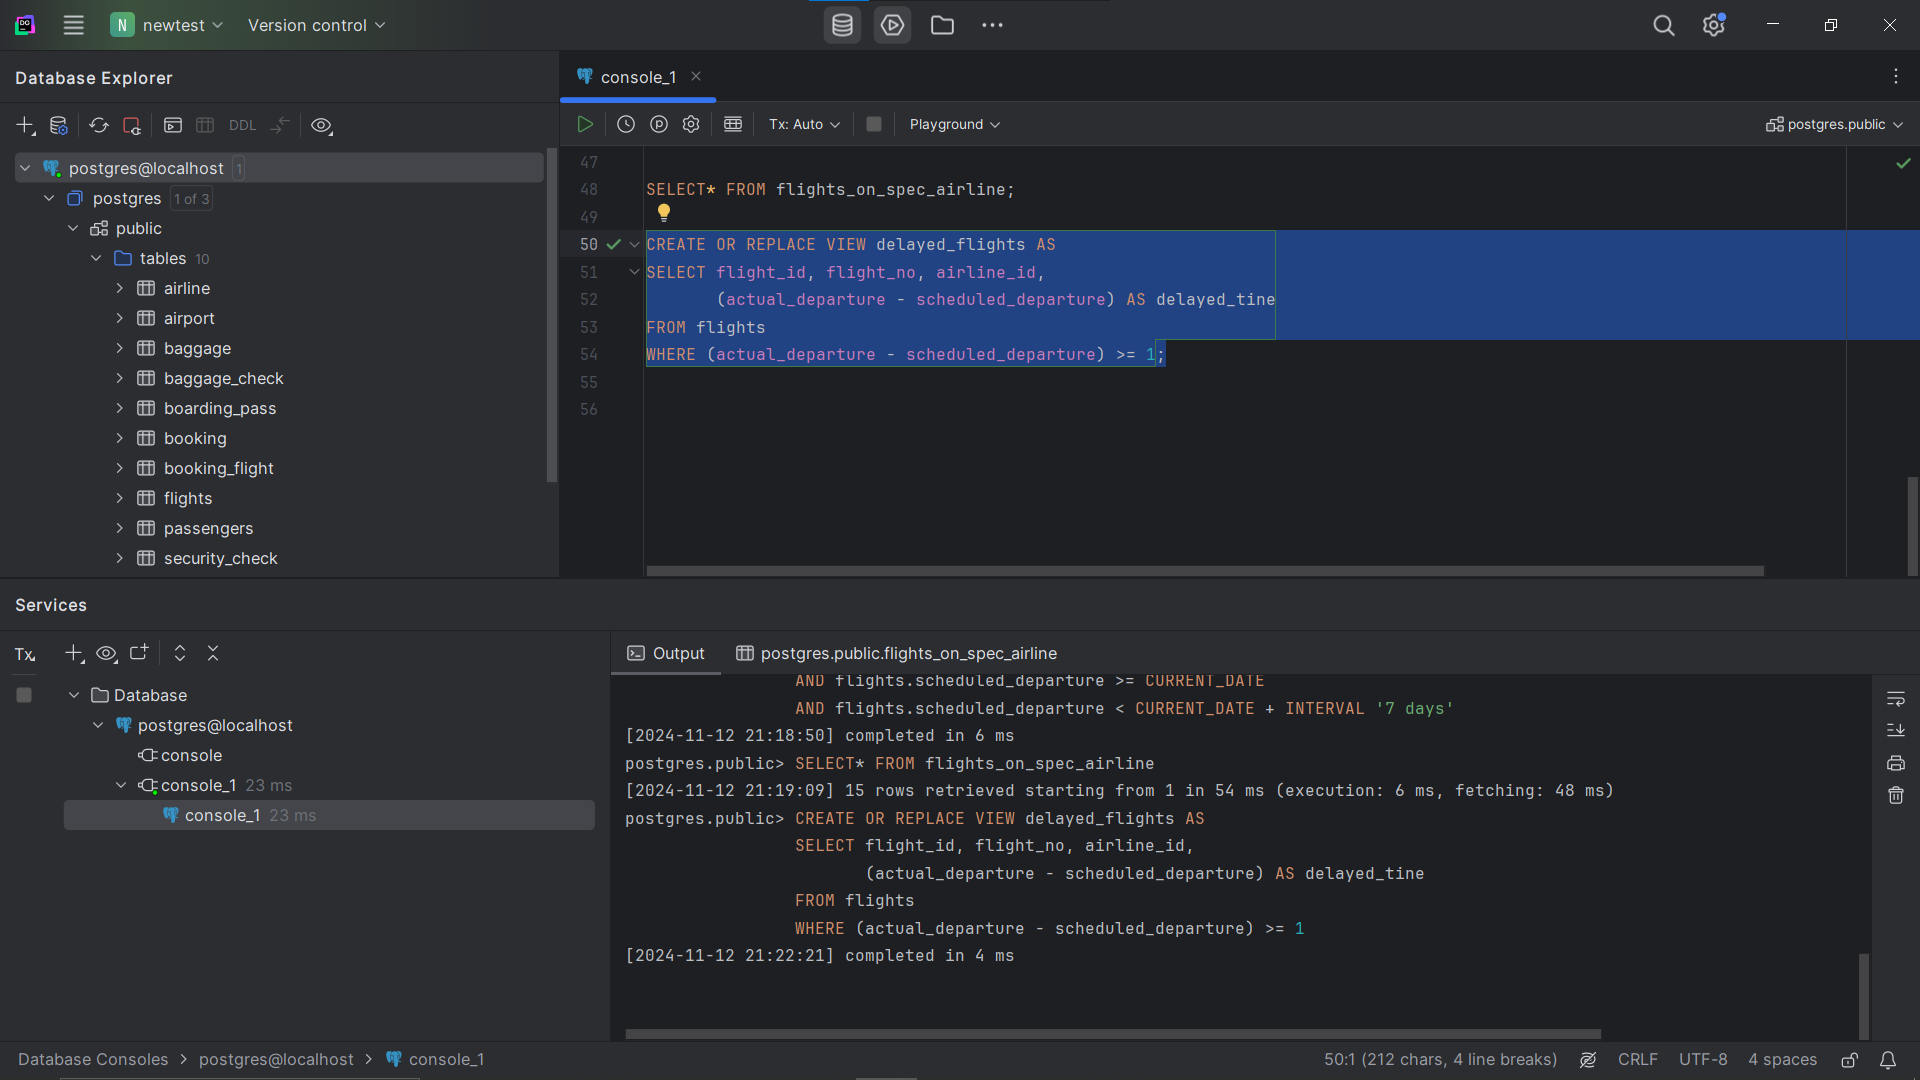 N newtest Version control
Database Explorer
console_1
DDL
Tx: Auto Playground postgres.public
postgres@localhost 1
postgres 1 of 3
public
tables 10
airline
airport
baggage
baggage_check
boarding_pass
booking
booking_flight
flights
passengers
security_check
47
48 SELECT* FROM flights_on_spec_airline;
49
50 CREATE OR REPLACE VIEW delayed_flights AS
51 SELECT flight_id, flight_no, airline_id,
52 (actual_departure - scheduled_departure) AS delayed_tine
53 FROM flights
54 WHERE (actual_departure - scheduled_departure) >= 1;
55
56
Services
Tx
Database
postgres@localhost
console
console_1 23 ms
console_1 23 ms
Output postgres.public.flights_on_spec_airline
AND flights.scheduled_departure >= CURRENT_DATE
AND flights.scheduled_departure < CURRENT_DATE + INTERVAL '7 days'
[2024-11-12 21:18:50] completed in 6 ms
postgres.public> SELECT* FROM flights_on_spec_airline
[2024-11-12 21:19:09] 15 rows retrieved starting from 1 in 54 ms (execution: 6 ms, fetching: 48 ms)
postgres.public> CREATE OR REPLACE VIEW delayed_flights AS
SELECT flight_id, flight_no, airline_id,
(actual_departure - scheduled_departure) AS delayed_tine
FROM flights
WHERE (actual_departure - scheduled_departure) >= 1
[2024-11-12 21:22:21] completed in 4 ms
Database Consoles > postgres@localhost > console_1
50:1 (212 chars, 4 line breaks) CRLF UTF-8 4 spaces